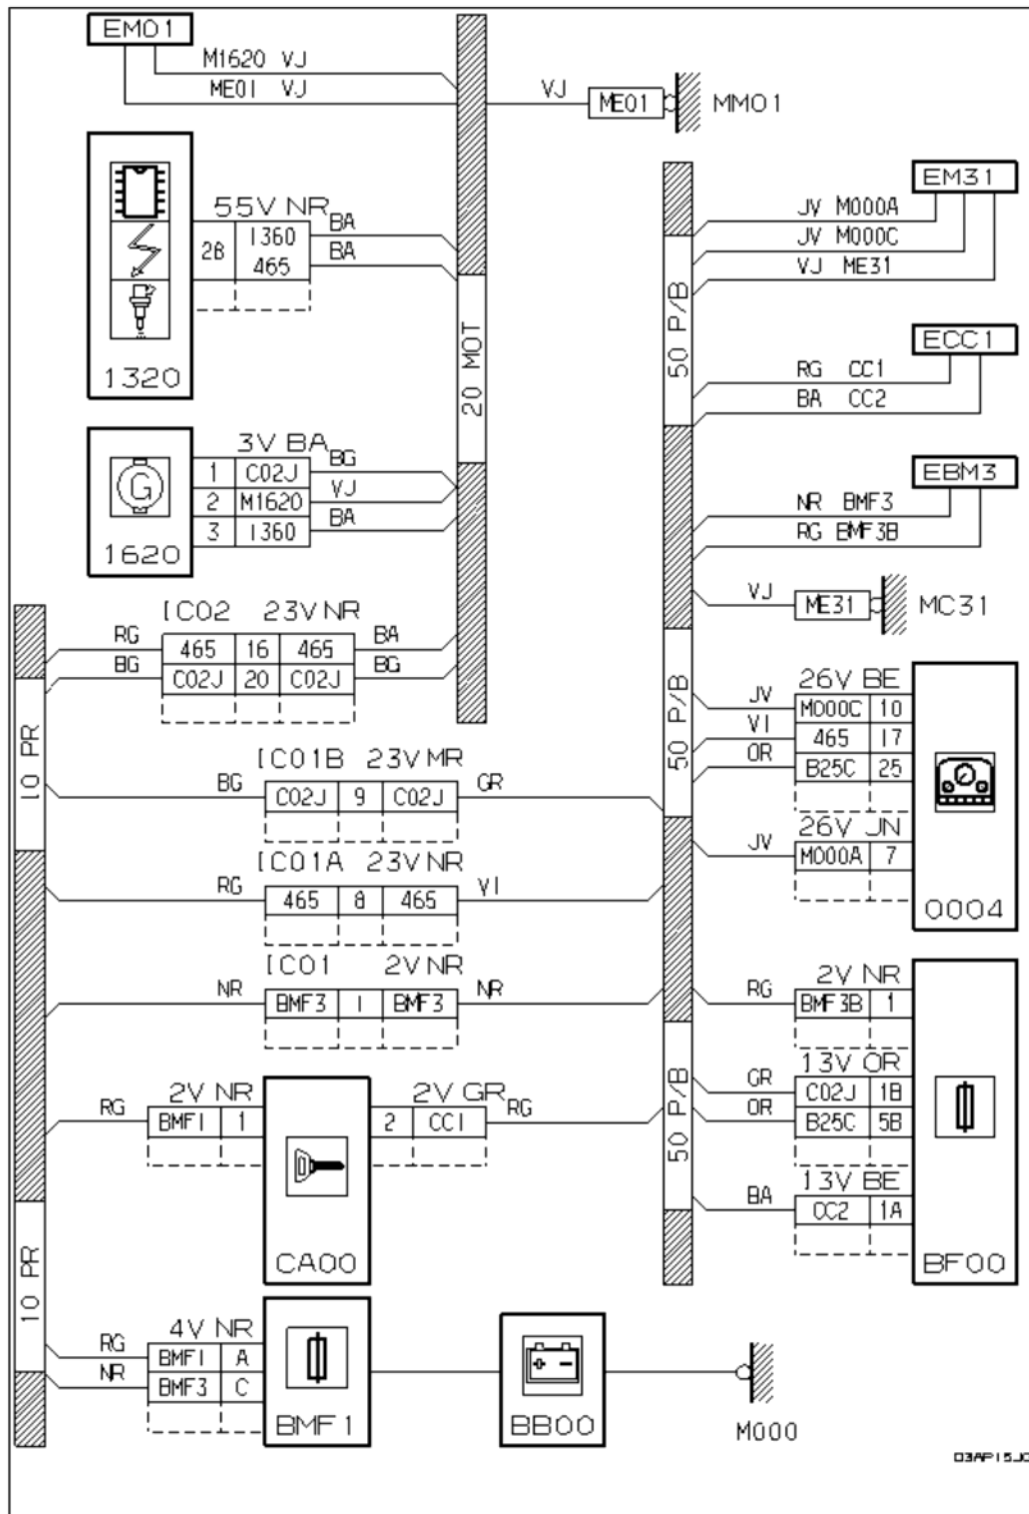 EM01
M1620 VJ
ME01 VJ
VJ ME01 MM01
1320
55V NR
28 1360 BA
465 BA
20 MOT
1620
3V BA
1 C02J BG
2 M1620 VJ
3 1360 BA
50 P/B
EM31
JV M000A
JV M000C
VJ ME31
ECC1
RG CC1
BA CC2
EBM3
NR BMF3
RG BMF3B
VJ ME31 MC31
IC02 23V NR
RG 465 16 465 BA
BG C02J 20 C02J BG
10 PR
IC01B 23V MR
BG C02J 9 C02J GR
IC01A 23V NR
RG 465 8 465 VI
IC01 2V NR
NR BMF3 1 BMF3 NR
50 P/B
26V BE
JV M000C 10
VI 465 17
OR B25C 25
26V JN
JV M000A 7
0004
2V NR
RG BMF1 1
CA00
2V GR
2 CC1 RG
50 P/B
2V NR
RG BMF3B 1
13V OR
GR C02J 1B
OR B25C 5B
13V BE
BA CC2 1A
BF00
10 PR
4V NR
RG BMF1 A
NR BMF3 C
BMF1
BB00
M000